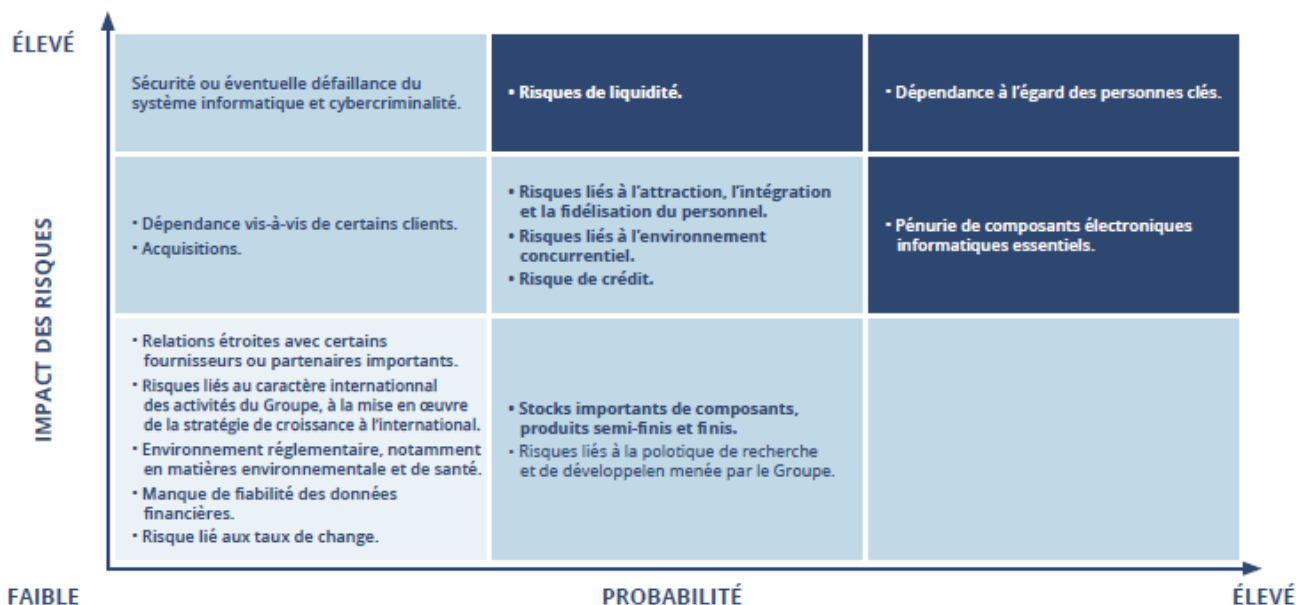 ÉLEVÉ
Sécurité ou éventuelle défaillance du
système informatique et cybercriminalité.
• Risques de liquidité.
• Dépendance à l'égard des personnes clés.
IMPACT DES RISQUES
• Dépendance vis-à-vis de certains clients.
• Acquisitions.
• Risques liés à l'attraction, l'intégration
et la fidélisation du personnel.
• Risques liés à l'environnement
concurrentiel.
• Risque de crédit.
• Pénurie de composants électroniques
informatiques essentiels.
• Relations étroites avec certains
fournisseurs ou partenaires importants.
• Risques liés au caractère internationnal
des activités du Groupe, à la mise en œuvre
de la stratégie de croissance à l'international.
• Environnement réglementaire, notamment
en matières environnementale et de santé.
• Manque de fiabilité des données
financières.
• Risque lié aux taux de change.
• Stocks importants de composants,
produits semi-finis et finis.
• Risques liés à la polotique de recherche
et de développelen menée par le Groupe.
FAIBLE
PROBABILITÉ
ÉLEVÉ